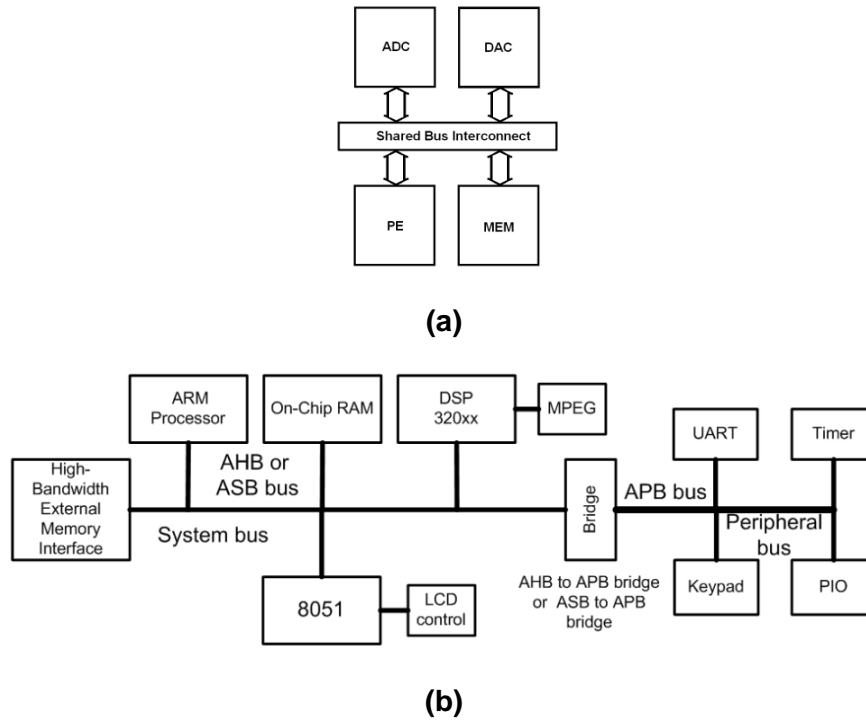 ADC
DAC
Shared Bus Interconnect
PE
MEM
(a)
ARM
Processor
On-Chip RAM
DSP
320xx
MPEG
UART
Timer
High-
Bandwidth
External
Memory
Interface
AHB or
ASB bus
System bus
Bridge
APB bus
Peripheral
bus
8051
LCD
control
AHB to APB bridge
or ASB to APB
bridge
Keypad
PIO
(b)